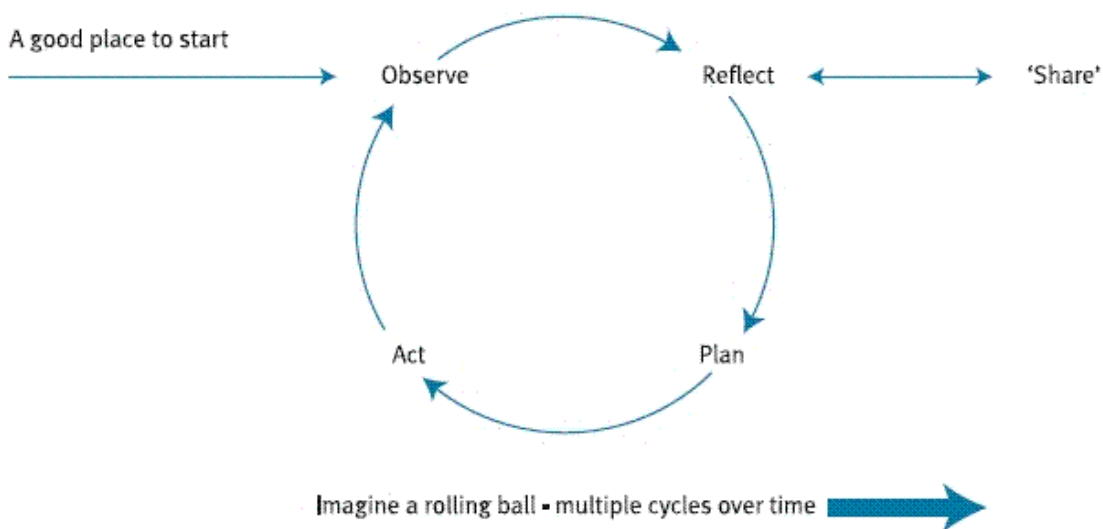 A good place to start
Observe
Reflect
‘Share’
Act
Plan
Imagine a rolling ball - multiple cycles over time